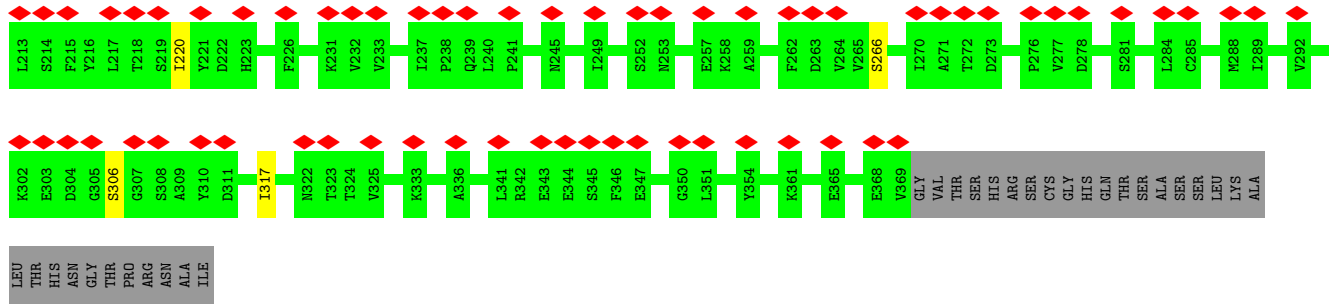 L213 S214 F215 Y216 L217 T218 S219 I220 Y221 D222 H223 F226 K231 V232 V233 I237 P238 Q239 L240 P241 N245 I249 S252 N253 E257 K258 A259 F262 D263 V264 V265 S266 I270 A271 T272 D273 P276 V277 D278 S281 L284 C285 M288 I289 V292
K302 E303 D304 G305 S306 G307 S308 A309 Y310 D311 I317 N322 T323 T324 V325 K333 A336 L341 R342 E343 E344 S345 F346 E347 G350 L351 Y354 K361 E365 E368 V369 GLY VAL THR SER HIS ARG SER CYS GLY HIS GLN THR SER ALA SER SER LEU LYS ALA
LEU THR HIS ASN GLY THR PRO ARG ASN ALA ILE